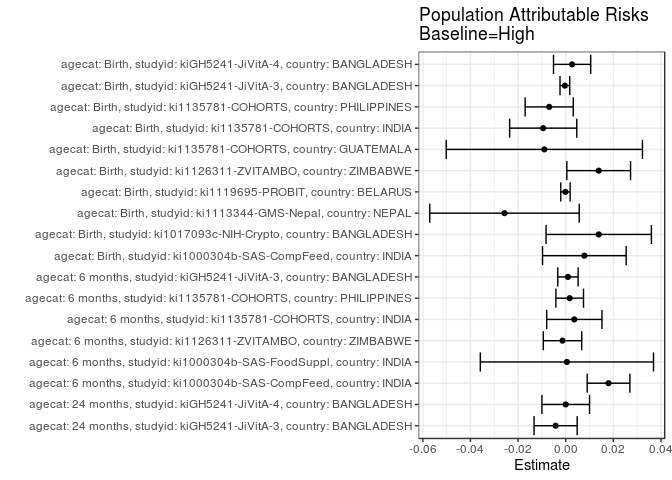 Population Attributable Risks
Baseline=High
agecat: Birth, studyid: kiGH5241-JiVitA-4, country: BANGLADESH
agecat: Birth, studyid: kiGH5241-JiVitA-3, country: BANGLADESH
agecat: Birth, studyid: ki1135781-COHORTS, country: PHILIPPINES
agecat: Birth, studyid: ki1135781-COHORTS, country: INDIA
agecat: Birth, studyid: ki1135781-COHORTS, country: GUATEMALA
agecat: Birth, studyid: ki1126311-ZVITAMBO, country: ZIMBABWE
agecat: Birth, studyid: ki1119695-PROBIT, country: BELARUS
agecat: Birth, studyid: ki1113344-GMS-Nepal, country: NEPAL
agecat: Birth, studyid: ki1017093c-NIH-Crypto, country: BANGLADESH
agecat: Birth, studyid: ki1000304b-SAS-CompFeed, country: INDIA
agecat: 6 months, studyid: kiGH5241-JiVitA-3, country: BANGLADESH
agecat: 6 months, studyid: ki1135781-COHORTS, country: PHILIPPINES
agecat: 6 months, studyid: ki1135781-COHORTS, country: INDIA
agecat: 6 months, studyid: ki1126311-ZVITAMBO, country: ZIMBABWE
agecat: 6 months, studyid: ki1000304b-SAS-FoodSuppl, country: INDIA
agecat: 6 months, studyid: ki1000304b-SAS-CompFeed, country: INDIA
agecat: 24 months, studyid: kiGH5241-JiVitA-4, country: BANGLADESH
agecat: 24 months, studyid: kiGH5241-JiVitA-3, country: BANGLADESH
-0.06 -0.04 -0.02 0.00 0.02 0.04
Estimate